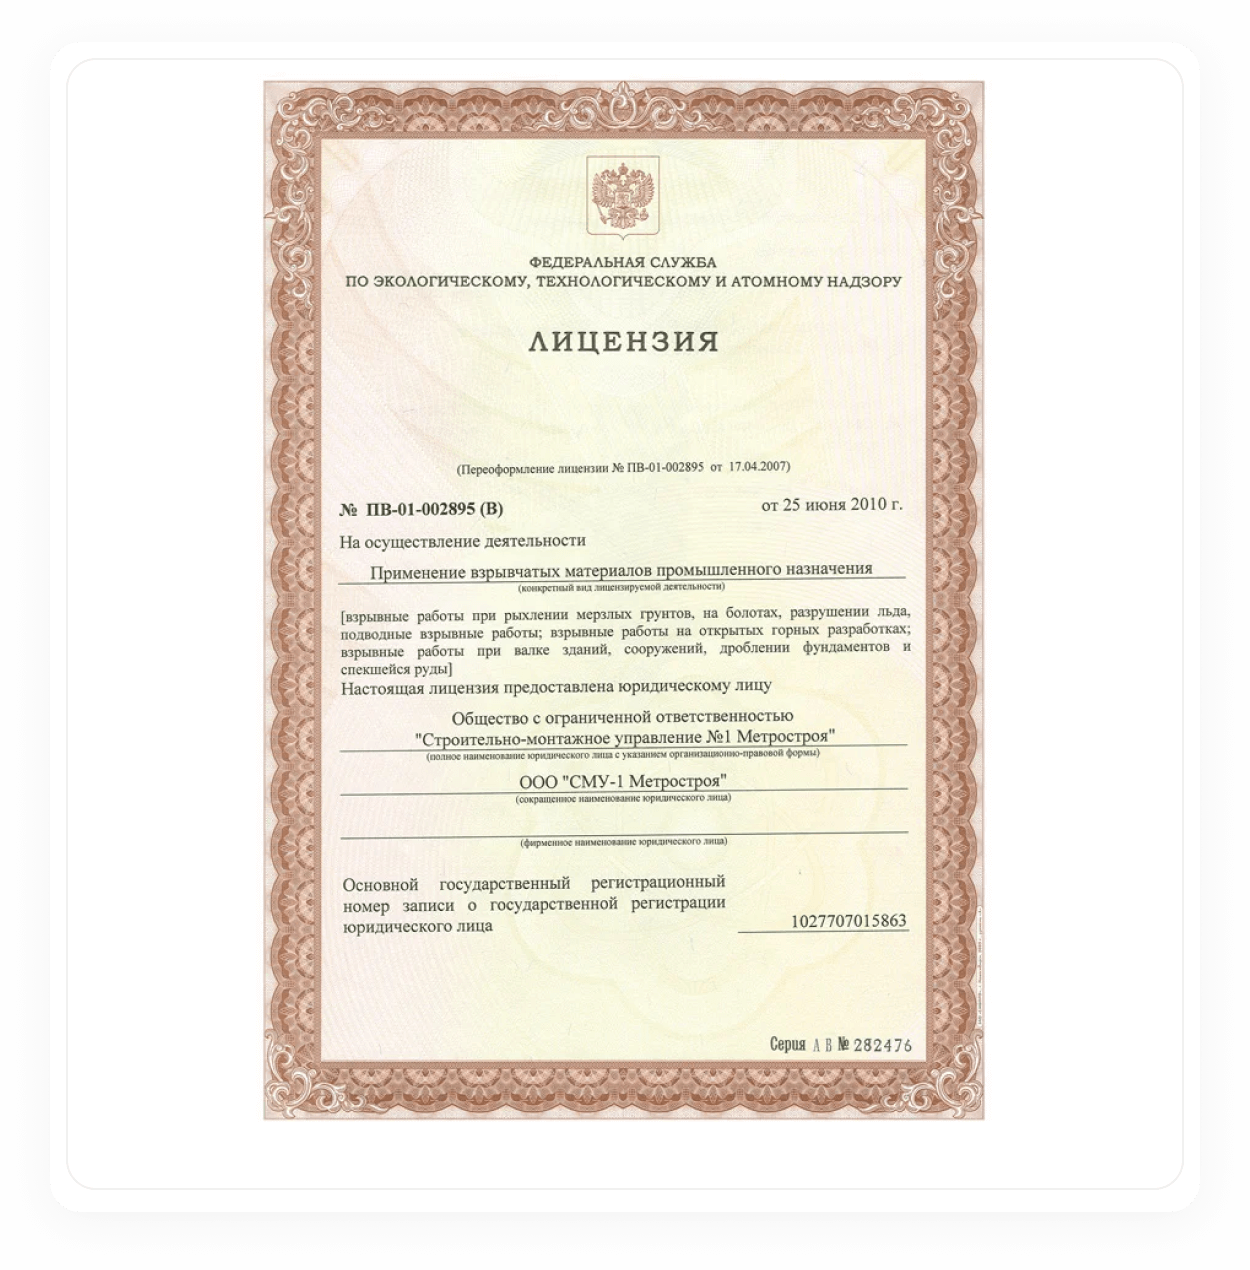 ФЕДЕРАЛЬНАЯ СЛУЖБА
ПО ЭКОЛОГИЧЕСКОМУ, ТЕХНОЛОГИЧЕСКОМУ И АТОМНОМУ НАДЗОРУ
ЛИЦЕНЗИЯ
(Переоформление лицензии № ПВ-01-002895 от 17.04.2007)
№ ПВ-01-002895 (В)
от 25 июня 2010 г.
На осуществление деятельности
Применение взрывчатых материалов промышленного назначения
(конкретный вид лицензируемой деятельности)
[взрывные работы при рыхлении мерзлых грунтов, на болотах, разрушении льда,
подводные взрывные работы; взрывные работы на открытых горных разработках;
взрывные работы при валке зданий, сооружений, дроблении фундаментов и
спекшейся руды]
Настоящая лицензия предоставлена юридическому лицу
Общество с ограниченной ответственностью
"Строительно-монтажное управление №1 Метростроя"
(полное наименование юридического лица с указанием организационно-правовой формы)
ООО "СМУ-1 Метростроя"
(сокращенное наименование юридического лица)
(фирменное наименование юридического лица)
Основной государственный регистрационный
номер записи о государственной регистрации
юридического лица
1027707015863
Серия А В № 282476